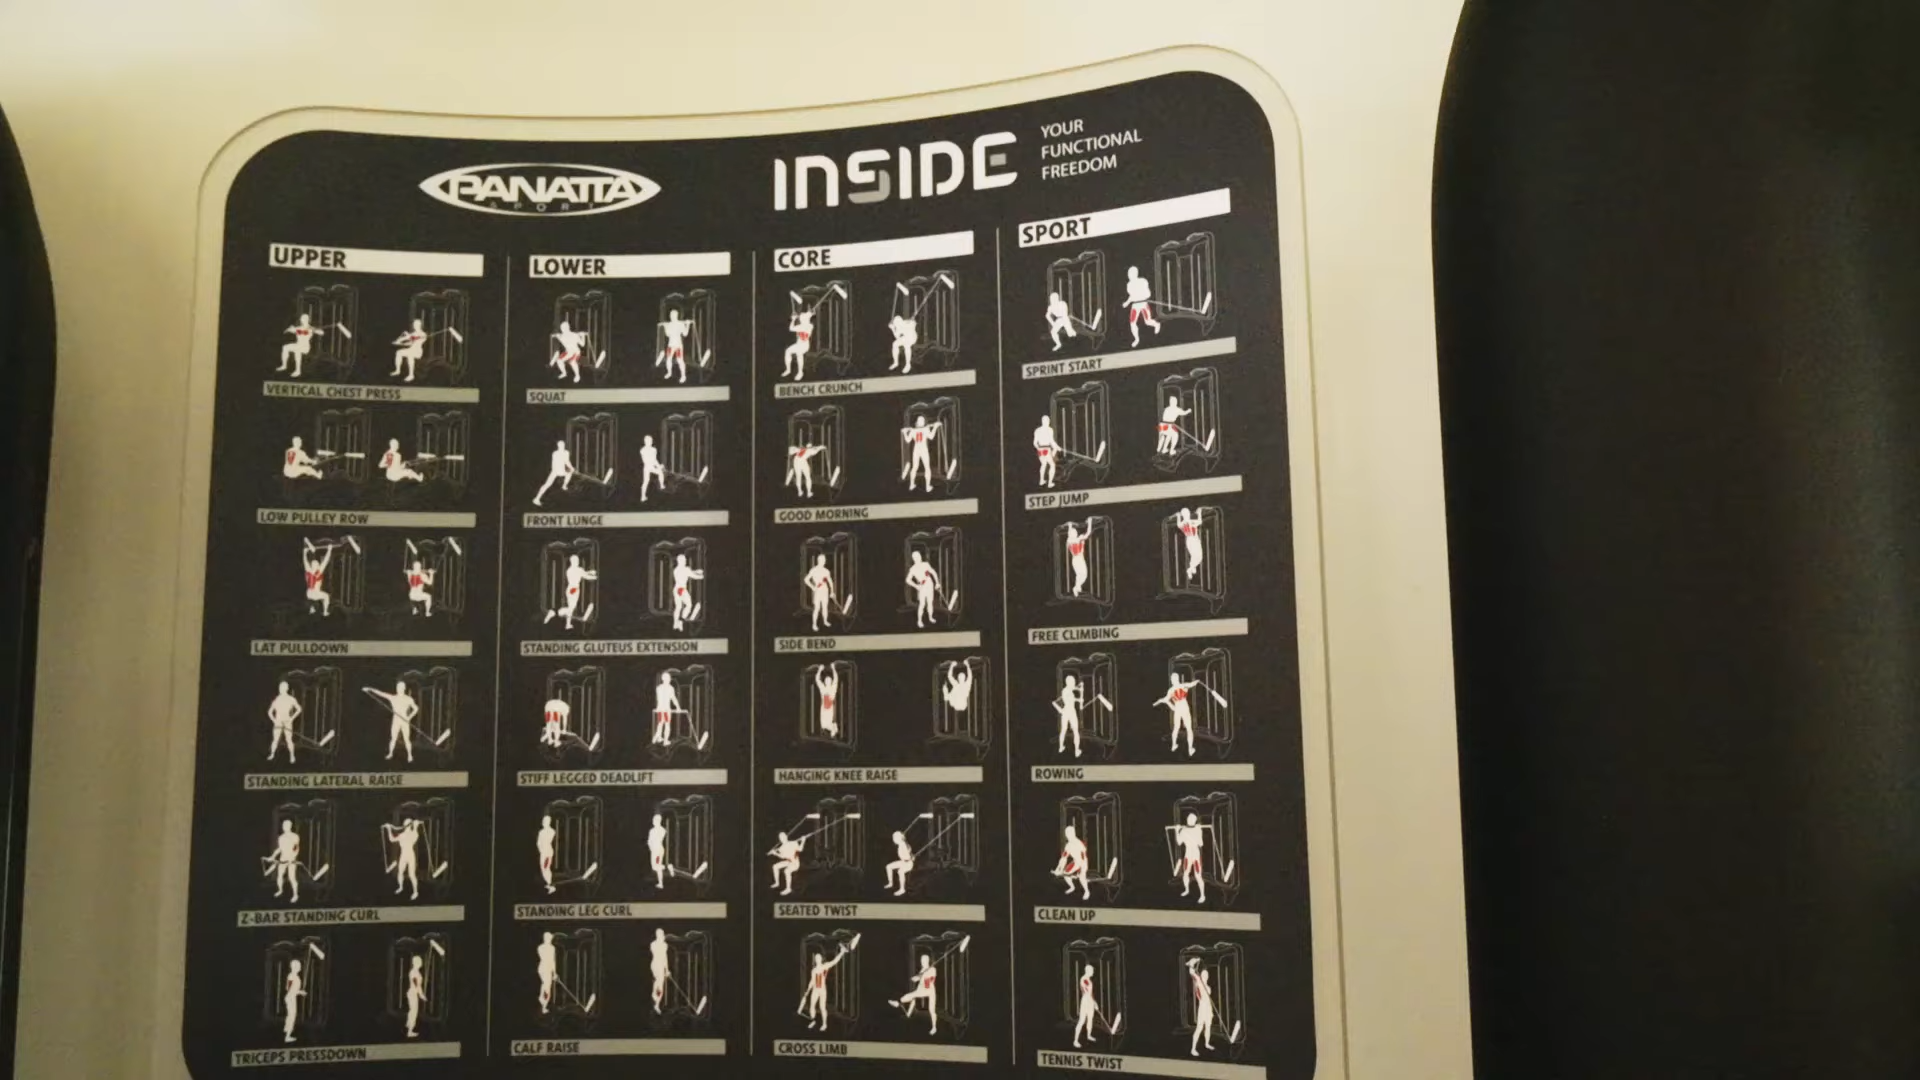 PANATTA
SPORT
INSIDE
YOUR
FUNCTIONAL
FREEDOM
UPPER
VERTICAL CHEST PRESS
LOW PULLEY ROW
LAT PULLDOWN
STANDING LATERAL RAISE
Z-BAR STANDING CURL
TRICEPS PRESSDOWN
LOWER
SQUAT
FRONT LUNGE
STANDING GLUTEUS EXTENSION
STIFF LEGGED DEADLIFT
STANDING LEG CURL
CALF RAISE
CORE
BENCH CRUNCH
GOOD MORNING
SIDE BEND
HANGING KNEE RAISE
SEATED TWIST
CROSS LIMB
SPORT
SPRINT START
STEP JUMP
FREE CLIMBING
ROWING
CLEAN UP
TENNIS TWIST